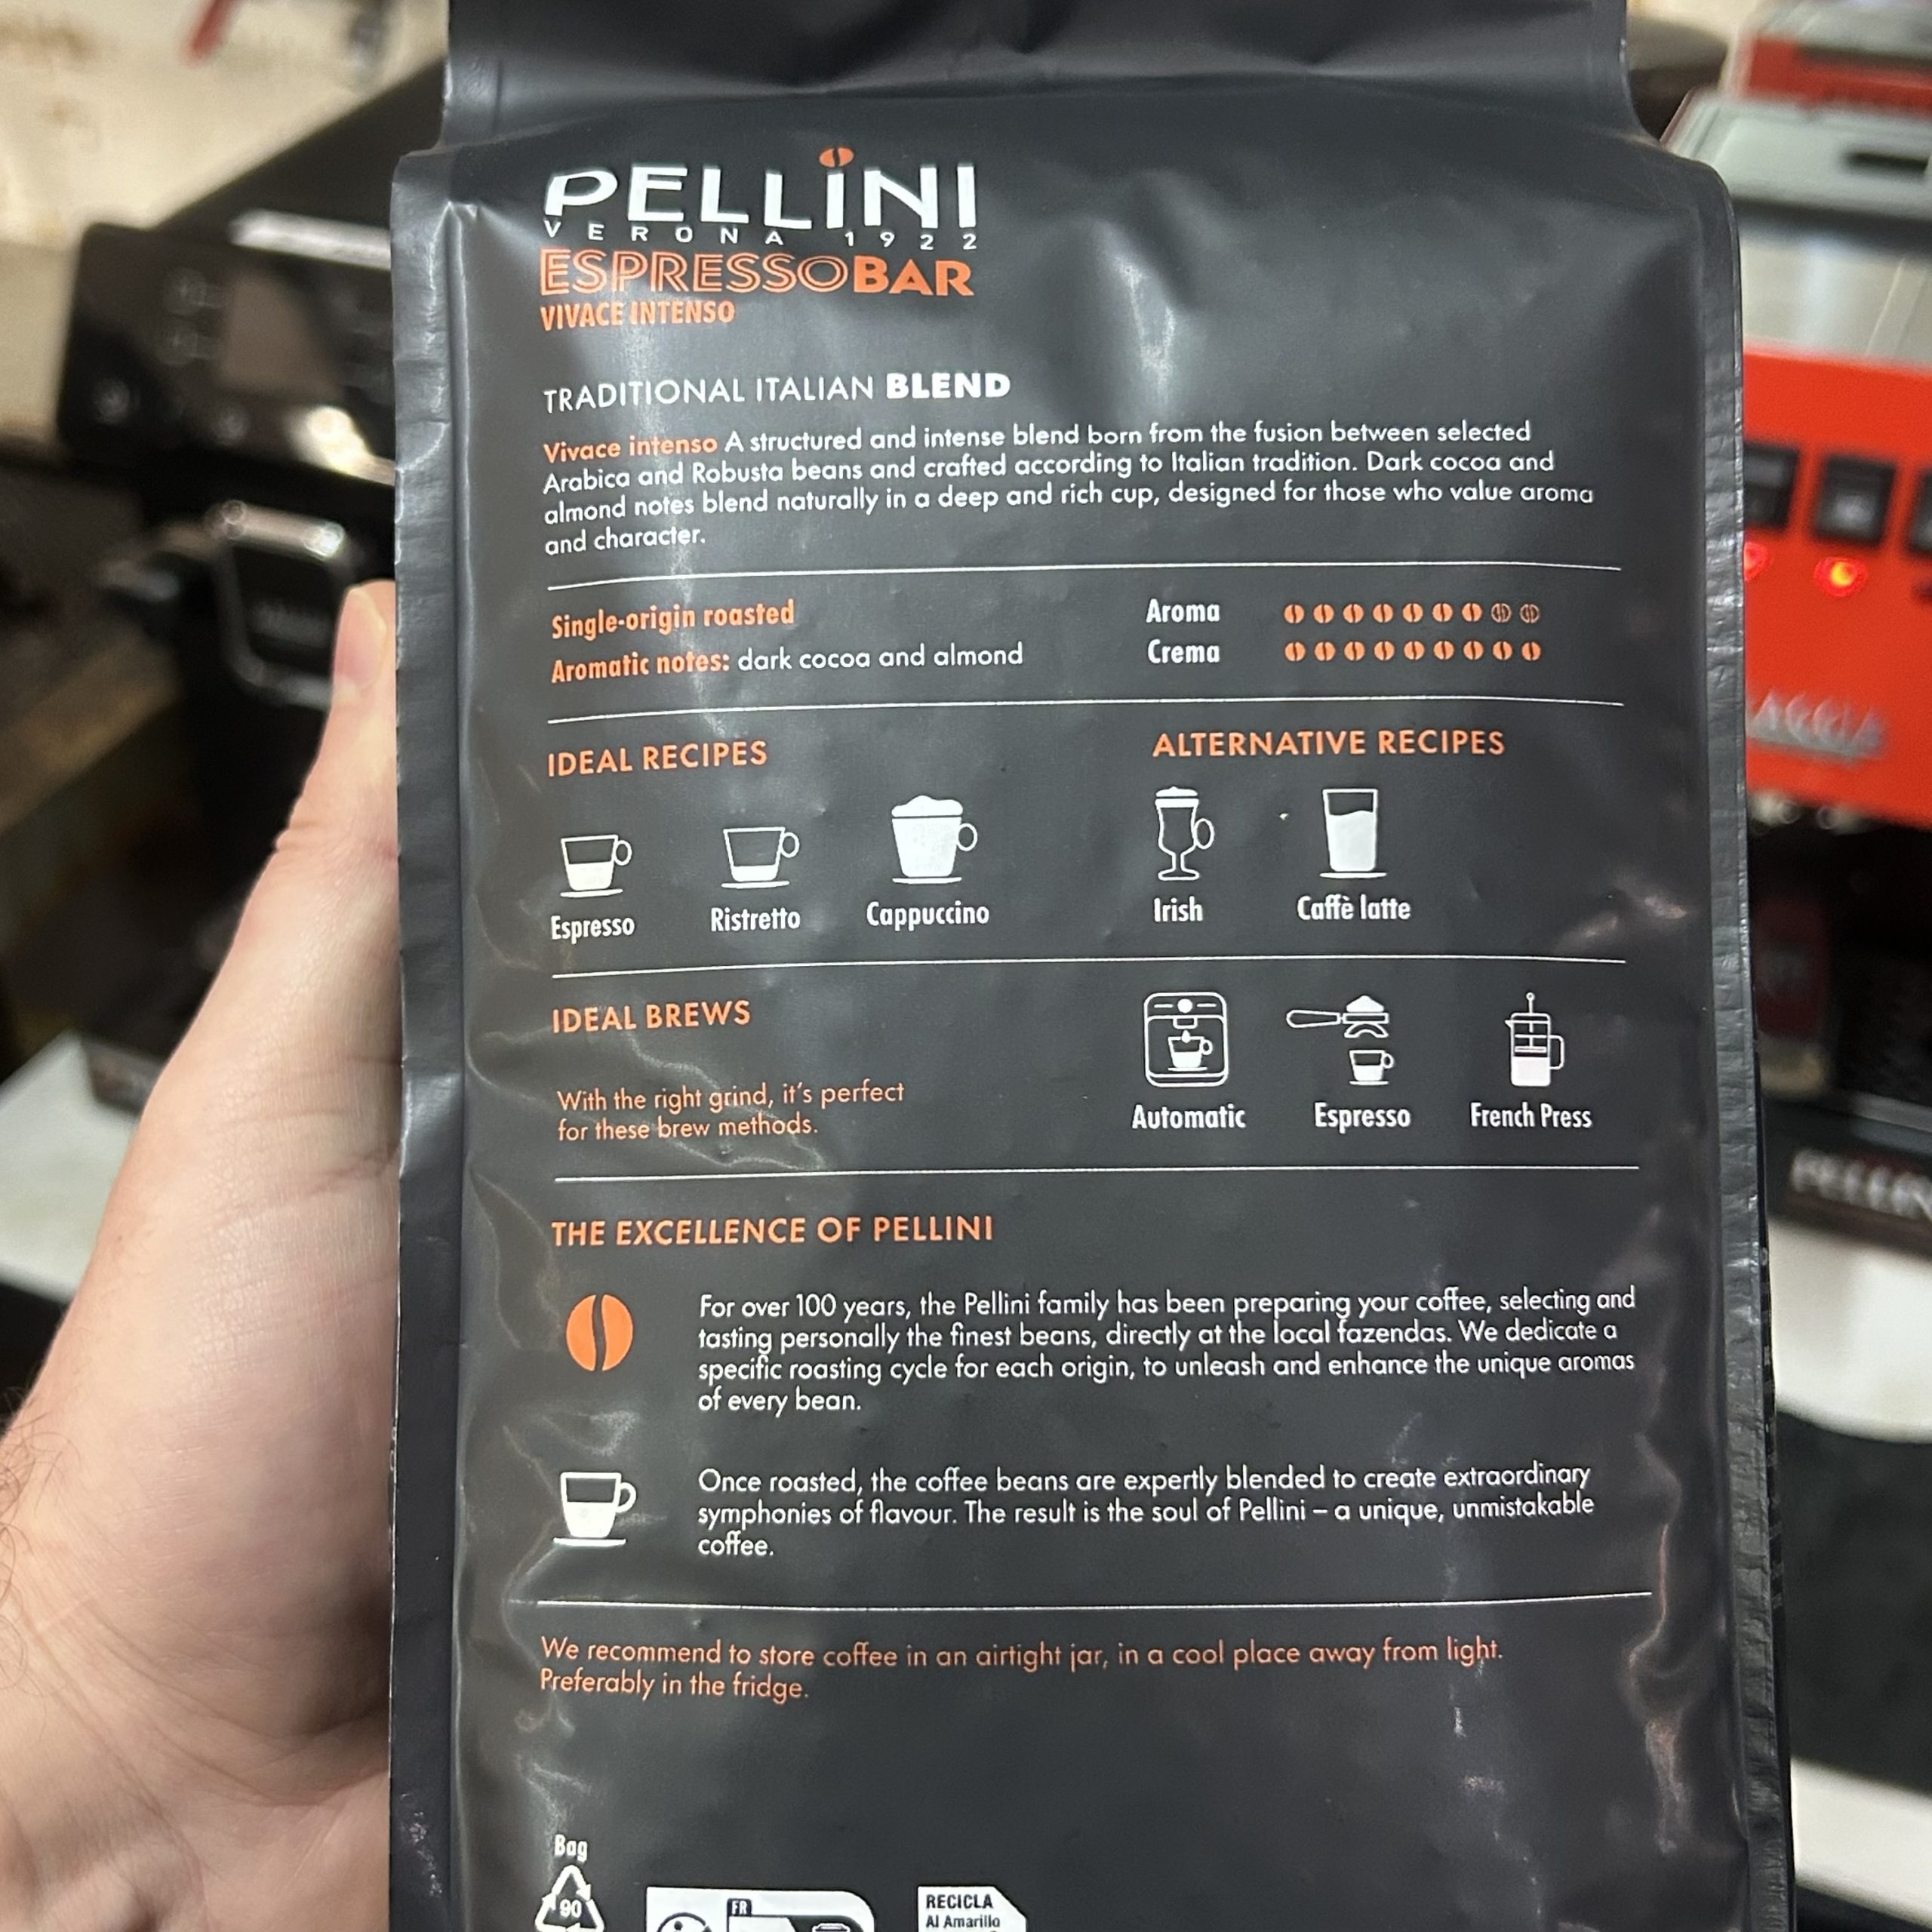 PELLINI
VERONA 1922
ESPRESSOBAR
VIVACE INTENSO
TRADITIONAL ITALIAN BLEND
Vivace intenso A structured and intense blend born from the fusion between selected
Arabica and Robusta beans and crafted according to Italian tradition. Dark cocoa and
almond notes blend naturally in a deep and rich cup, designed for those who value aroma
and character.
Single-origin roasted
Aromatic notes: dark cocoa and almond
Aroma
Crema
IDEAL RECIPES
Espresso
Ristretto
Cappuccino
ALTERNATIVE RECIPES
Irish
Caffè latte
IDEAL BREWS
With the right grind, it's perfect
for these brew methods.
Automatic
Espresso
French Press
THE EXCELLENCE OF PELLINI
For over 100 years, the Pellini family has been preparing your coffee, selecting and
tasting personally the finest beans, directly at the local fazendas. We dedicate a
specific roasting cycle for each origin, to unleash and enhance the unique aromas
of every bean.
Once roasted, the coffee beans are expertly blended to create extraordinary
symphonies of flavour. The result is the soul of Pellini – a unique, unmistakable
coffee.
We recommend to store coffee in an airtight jar, in a cool place away from light.
Preferably in the fridge.
Bag
90
FR
RECICLA
Al Amarillo